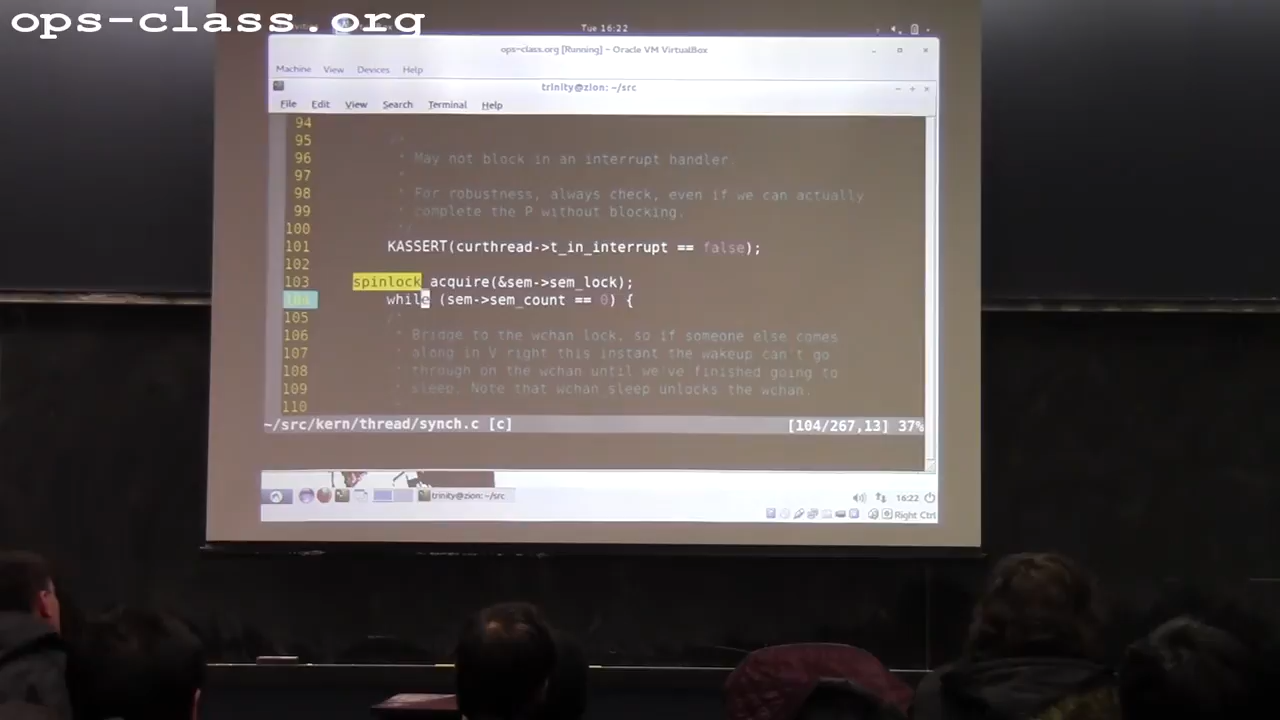 ops-class.org
Tue 16:22
ops-class.org [Running] - Oracle VM VirtualBox
Machine View Devices Help
trinity@zion: ~/src
File Edit View Search Terminal Help
94
95 /*
96 * May not block in an interrupt handler.
97 *
98 * For robustness, always check, even if we can actually
99 * complete the P without blocking.
100 */
101 KASSERT(curthread->t_in_interrupt == false);
102
103 spinlock_acquire(&sem->sem_lock);
104 while (sem->sem_count == 0) {
105 /*
106 * Bridge to the wchan lock, so if someone else comes
107 * along in V right this instant the wakeup can't go
108 * through on the wchan until we've finished going to
109 * sleep. Note that wchan_sleep unlocks the wchan.
110
~/src/kern/thread/synch.c [c] [104/267,13] 37%
trinity@zion: ~/src 16:22
Right Ctrl